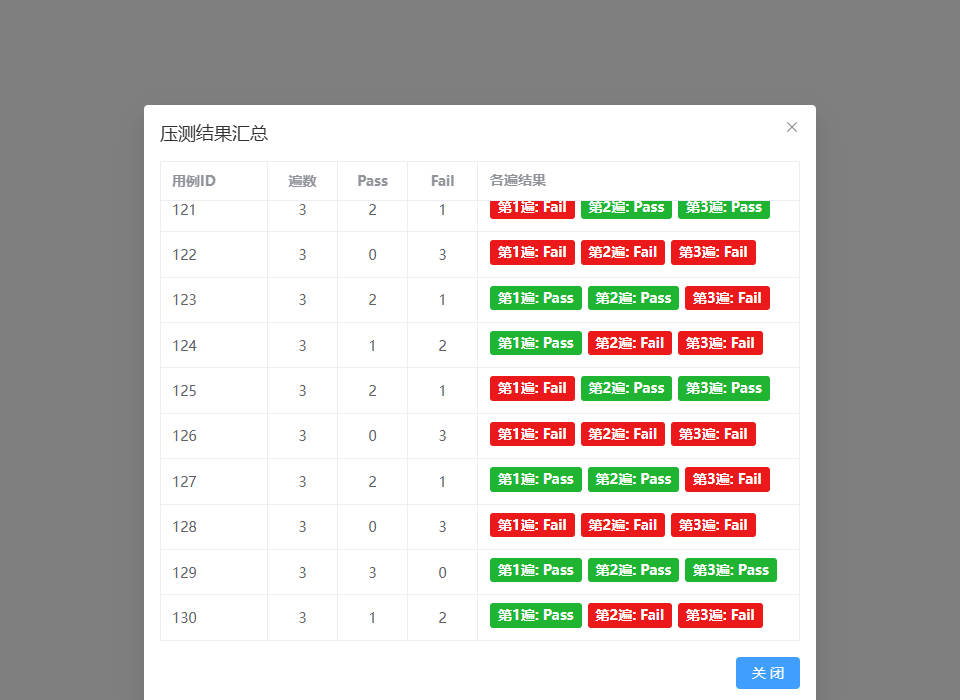 压测结果汇总
用例ID 遍数 Pass Fail 各遍结果
121 3 2 1 第1遍: Fail 第2遍: Pass 第3遍: Pass
122 3 0 3 第1遍: Fail 第2遍: Fail 第3遍: Fail
123 3 2 1 第1遍: Pass 第2遍: Pass 第3遍: Fail
124 3 1 2 第1遍: Pass 第2遍: Fail 第3遍: Fail
125 3 2 1 第1遍: Fail 第2遍: Pass 第3遍: Pass
126 3 0 3 第1遍: Fail 第2遍: Fail 第3遍: Fail
127 3 2 1 第1遍: Pass 第2遍: Pass 第3遍: Fail
128 3 0 3 第1遍: Fail 第2遍: Fail 第3遍: Fail
129 3 3 0 第1遍: Pass 第2遍: Pass 第3遍: Pass
130 3 1 2 第1遍: Pass 第2遍: Fail 第3遍: Fail
关 闭